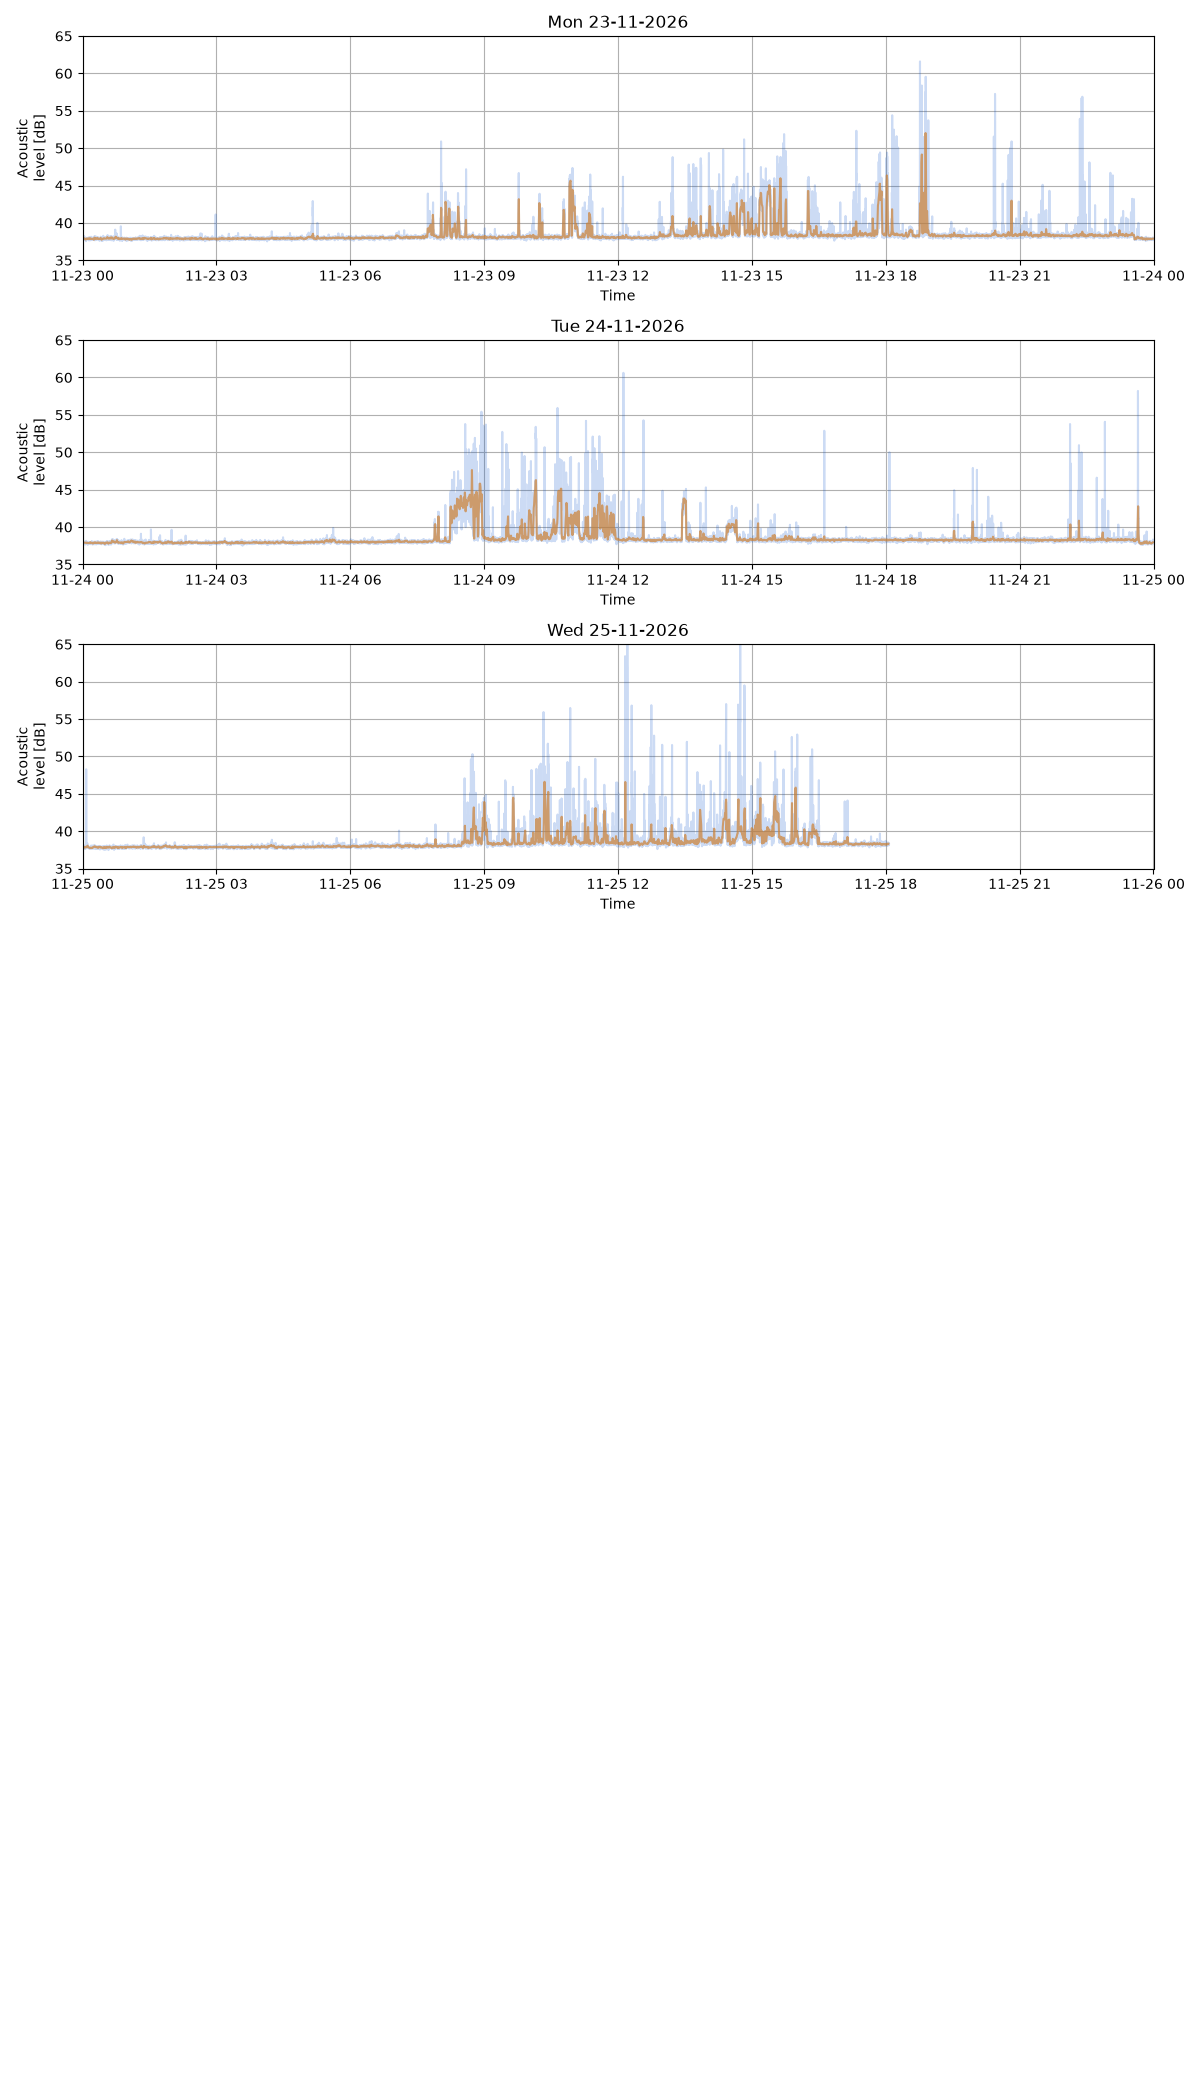 Mon 23-11-2026
65
60
55
50
45
40
35
Acoustic
level [dB]
11-23 00 11-23 03 11-23 06 11-23 09 11-23 12 11-23 15 11-23 18 11-23 21 11-24 00
Time
Tue 24-11-2026
65
60
55
50
45
40
35
Acoustic
level [dB]
11-24 00 11-24 03 11-24 06 11-24 09 11-24 12 11-24 15 11-24 18 11-24 21 11-25 00
Time
Wed 25-11-2026
65
60
55
50
45
40
35
Acoustic
level [dB]
11-25 00 11-25 03 11-25 06 11-25 09 11-25 12 11-25 15 11-25 18 11-25 21 11-26 00
Time